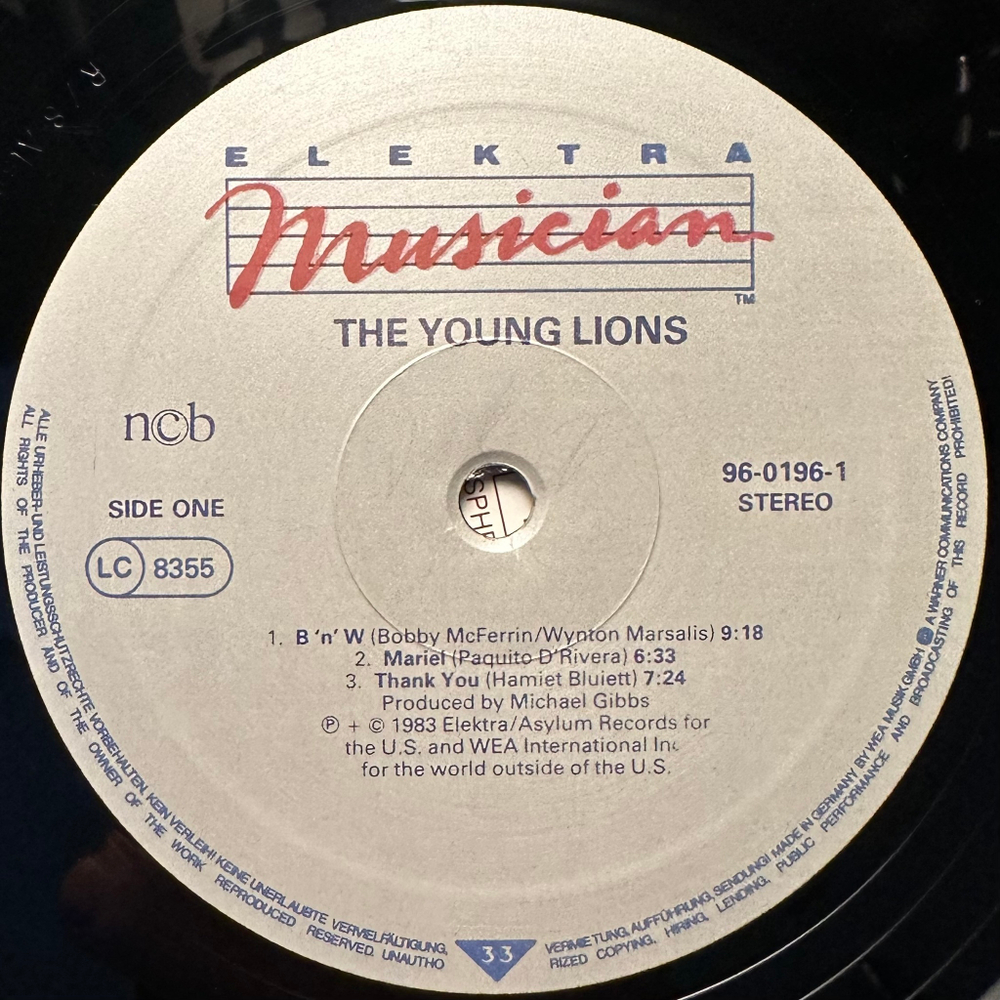 ELEKTRA
Musician
TM
THE YOUNG LIONS
n©b
SIDE ONE
LC 8355
96-0196-1
STEREO
SPHE
1. B 'n' W (Bobby McFerrin/Wynton Marsalis) 9:18
2. Mariel (Paquito D'Rivera) 6:33
3. Thank You (Hamiet Bluiett) 7:24
Produced by Michael Gibbs
℗ + © 1983 Elektra/Asylum Records for
the U.S. and WEA International Inc
for the world outside of the U.S.
ALLE URHEBER- UND LEISTUNGSSCHUTZRECHTE VORBEHALTEN. KEIN VERLEIH! KEINE UNERLAUBTE VERVIELFÄLTIGUNG,
ALL RIGHTS OF THE PRODUCER AND OF THE OWNER OF THE WORK REPRODUCED RESERVED. UNAUTHO
33
VERMIETUNG, AUFFÜHRUNG, SENDUNG! MADE IN GERMANY BY WEA MUSIK GMBH A WARNER COMMUNICATIONS COMPANY
RIZED COPYING, HIRING, LENDING, PUBLIC PERFORMANCE AND BROADCASTING OF THIS RECORD PROHIBITED!